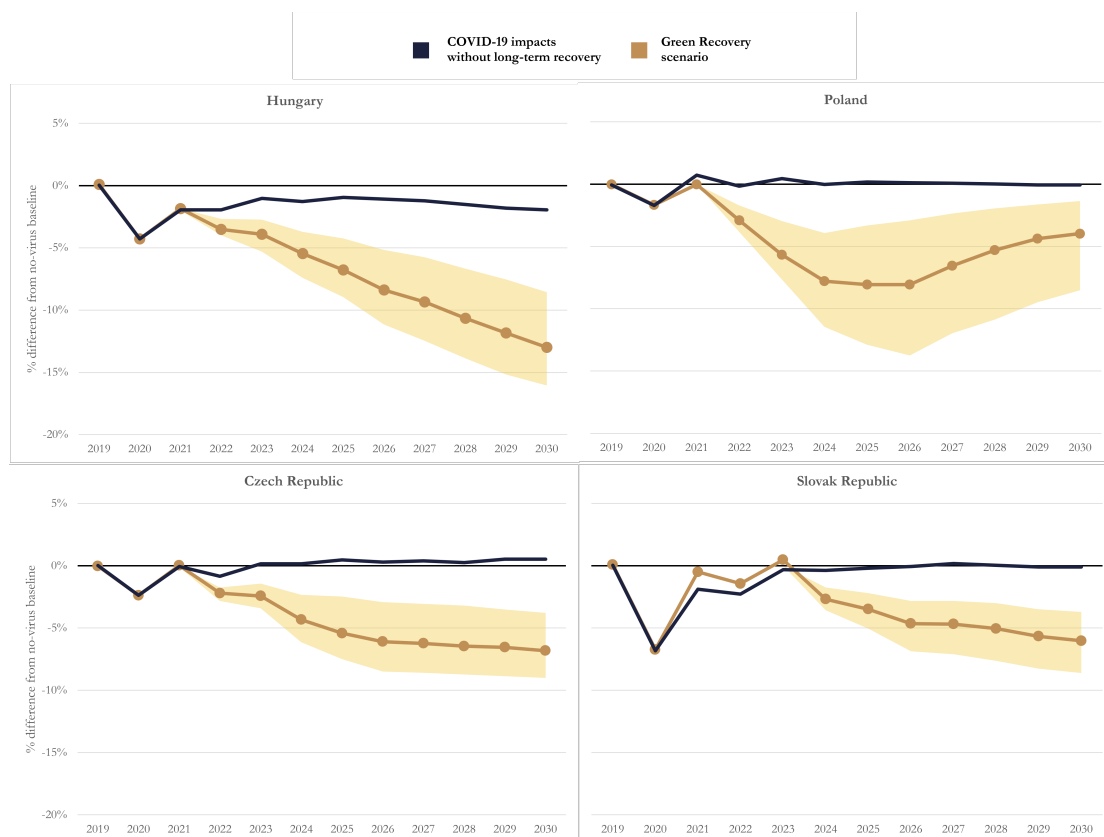 COVID-19 impacts
without long-term recovery
Green Recovery
scenario
Hungary
% difference from no-virus baseline
5%
0%
-5%
-10%
-15%
-20%
2019 2020 2021 2022 2023 2024 2025 2026 2027 2028 2029 2030
Poland
2019 2020 2021 2022 2023 2024 2025 2026 2027 2028 2029 2030
Czech Republic
% difference from no-virus baseline
5%
0%
-5%
-10%
-15%
-20%
2019 2020 2021 2022 2023 2024 2025 2026 2027 2028 2029 2030
Slovak Republic
2019 2020 2021 2022 2023 2024 2025 2026 2027 2028 2029 2030